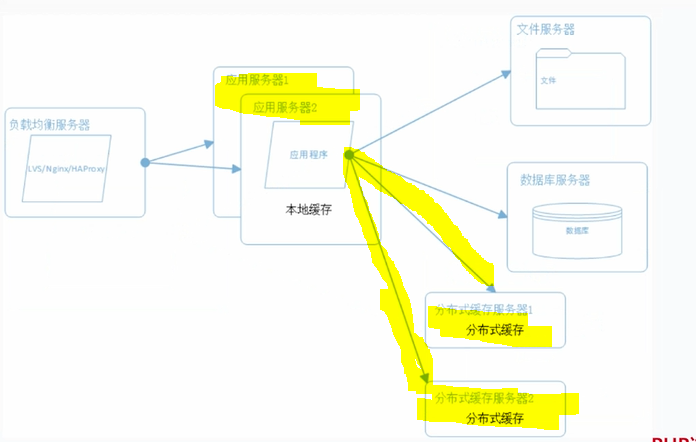 文件服务器
文件
应用服务器1
应用服务器2
应用程序
本地缓存
负载均衡服务器
LVS/Nginx/HAProxy
数据库服务器
数据库
分布式缓存服务器1
分布式缓存
分布式缓存服务器2
分布式缓存